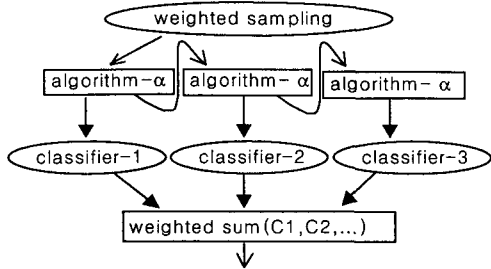 weighted sampling
algorithm-α
algorithm- α
algorithm- α
classifier-1
classifier-2
classifier-3
weighted sum(C1,C2,...)